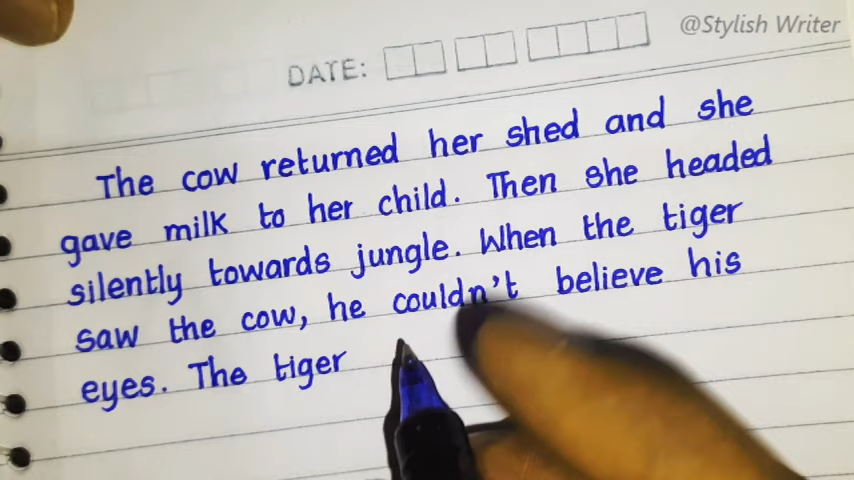 @Stylish Writer
DATE:
The cow returned her shed and she
gave milk to her child. Then she headed
silently towards jungle. When the tiger
saw the cow, he couldn't believe his
eyes. The tiger